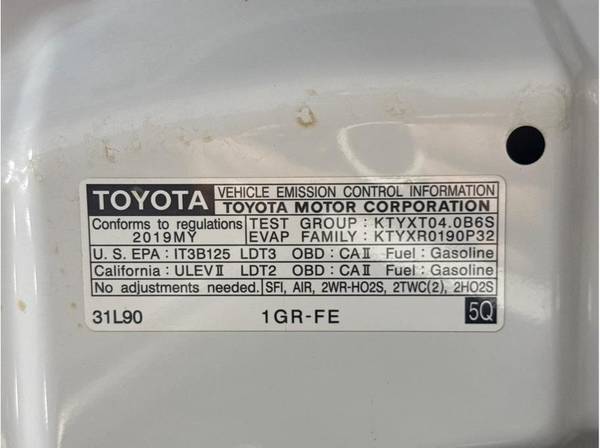 TOYOTA
VEHICLE EMISSION CONTROL INFORMATION
TOYOTA MOTOR CORPORATION
Conforms to regulations
2019MY
TEST GROUP : KTYXT04.0B6S
EVAP FAMILY : KTYXR0190P32
U. S. EPA : IT3B125 LDT3 OBD : CAⅡ Fuel : Gasoline
California : ULEVⅡ LDT2 OBD : CAⅡ Fuel : Gasoline
No adjustments needed. SFI, AIR, 2WR-HO2S, 2TWC(2), 2HO2S
31L90 1GR-FE 5Q